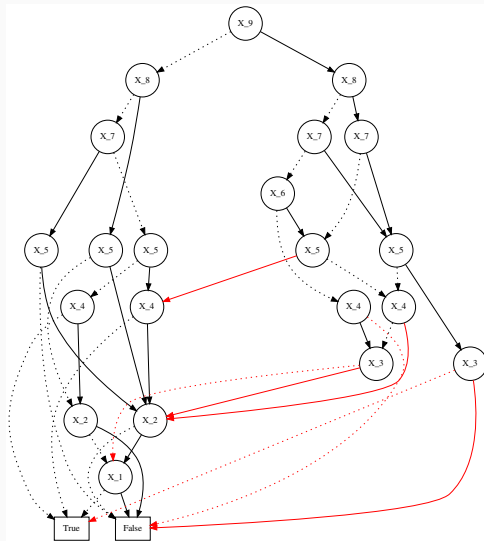 X_9
X_8 X_8
X_7 X_7 X_7
X_6
X_5 X_5 X_5 X_5 X_5
X_4 X_4 X_4 X_4
X_3 X_3
X_2 X_2
X_1
True False